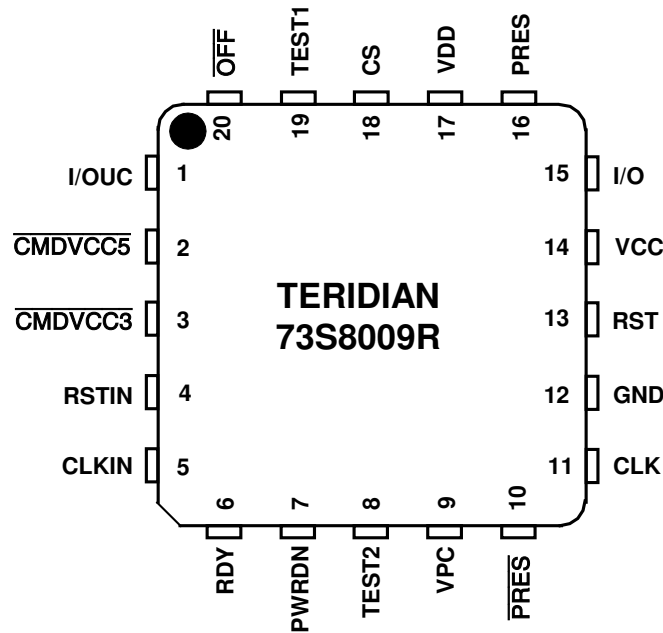 OFF
TEST1
CS
VDD
PRES
20
19
18
17
16
I/OUC
1
15
I/O
CMDVCC5
2
14
VCC
CMDVCC3
3
13
RST
TERIDIAN
73S8009R
RSTIN
4
12
GND
CLKIN
5
11
CLK
6
7
8
9
10
RDY
PWRDN
TEST2
VPC
PRES